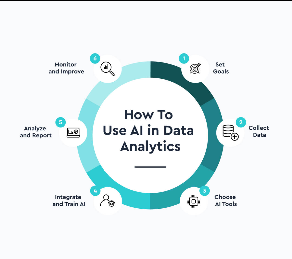 How To
Use AI in Data
Analytics
1
Set
Goals
2
Collect
Data
3
Choose
AI Tools
4
Integrate
and Train AI
5
Analyze
and Report
6
Monitor
and Improve